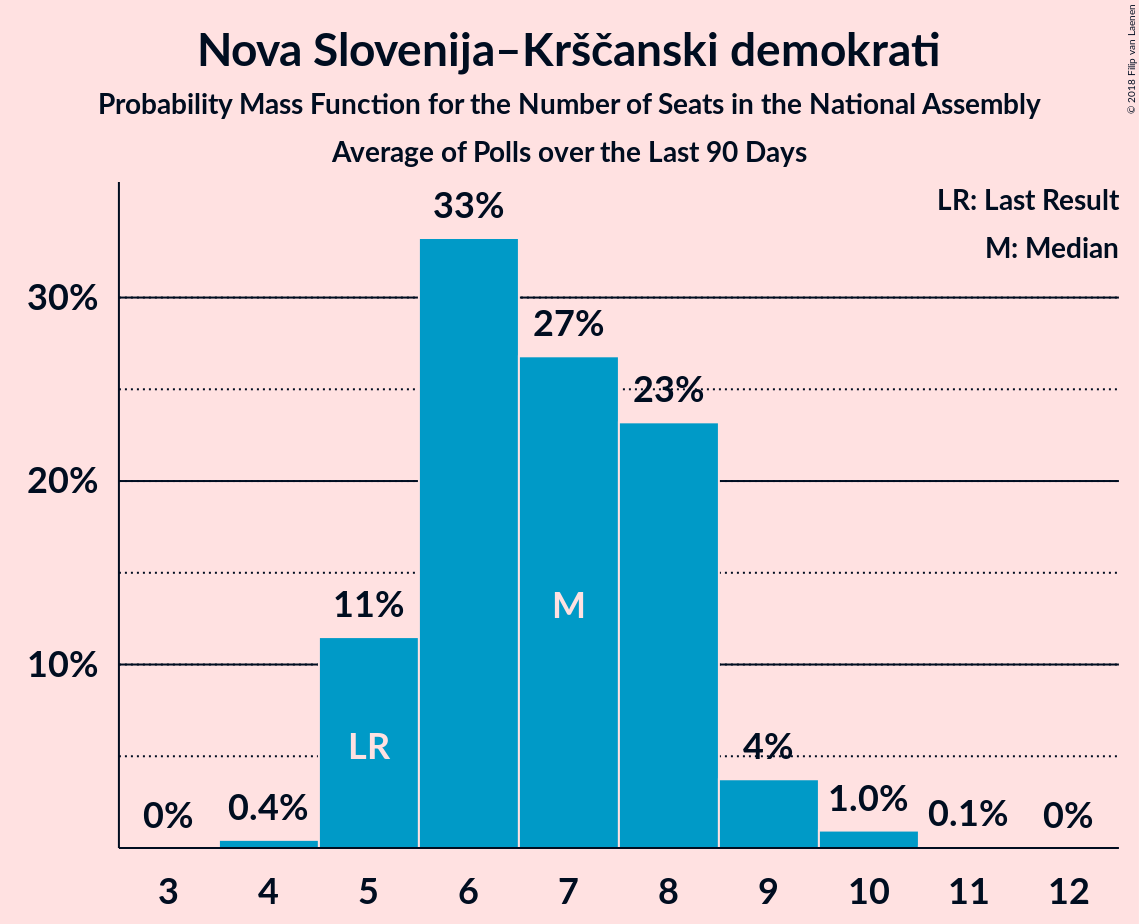 Nova Slovenija–Krščanski demokrati
Probability Mass Function for the Number of Seats in the National Assembly
Average of Polls over the Last 90 Days
© 2018 Filip van Laenen
LR: Last Result
M: Median
33%
30%
27%
23%
20%
11%
M
10%
LR
4%
0%
0.4%
1.0%
0.1%
0%
3 4 5 6 7 8 9 10 11 12